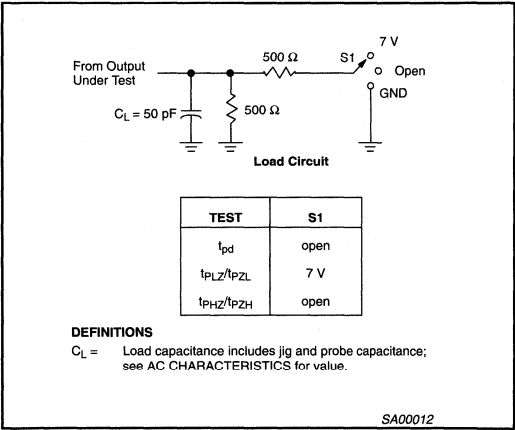 7 V
500 Ω
S1
From Output
Under Test
Open
GND
C_L = 50 pF
500 Ω
Load Circuit
TEST S1
t_pd open
t_PLZ/t_PZL 7 V
t_PHZ/t_PZH open
DEFINITIONS
C_L = Load capacitance includes jig and probe capacitance;
see AC CHARACTERISTICS for value.
SA00012